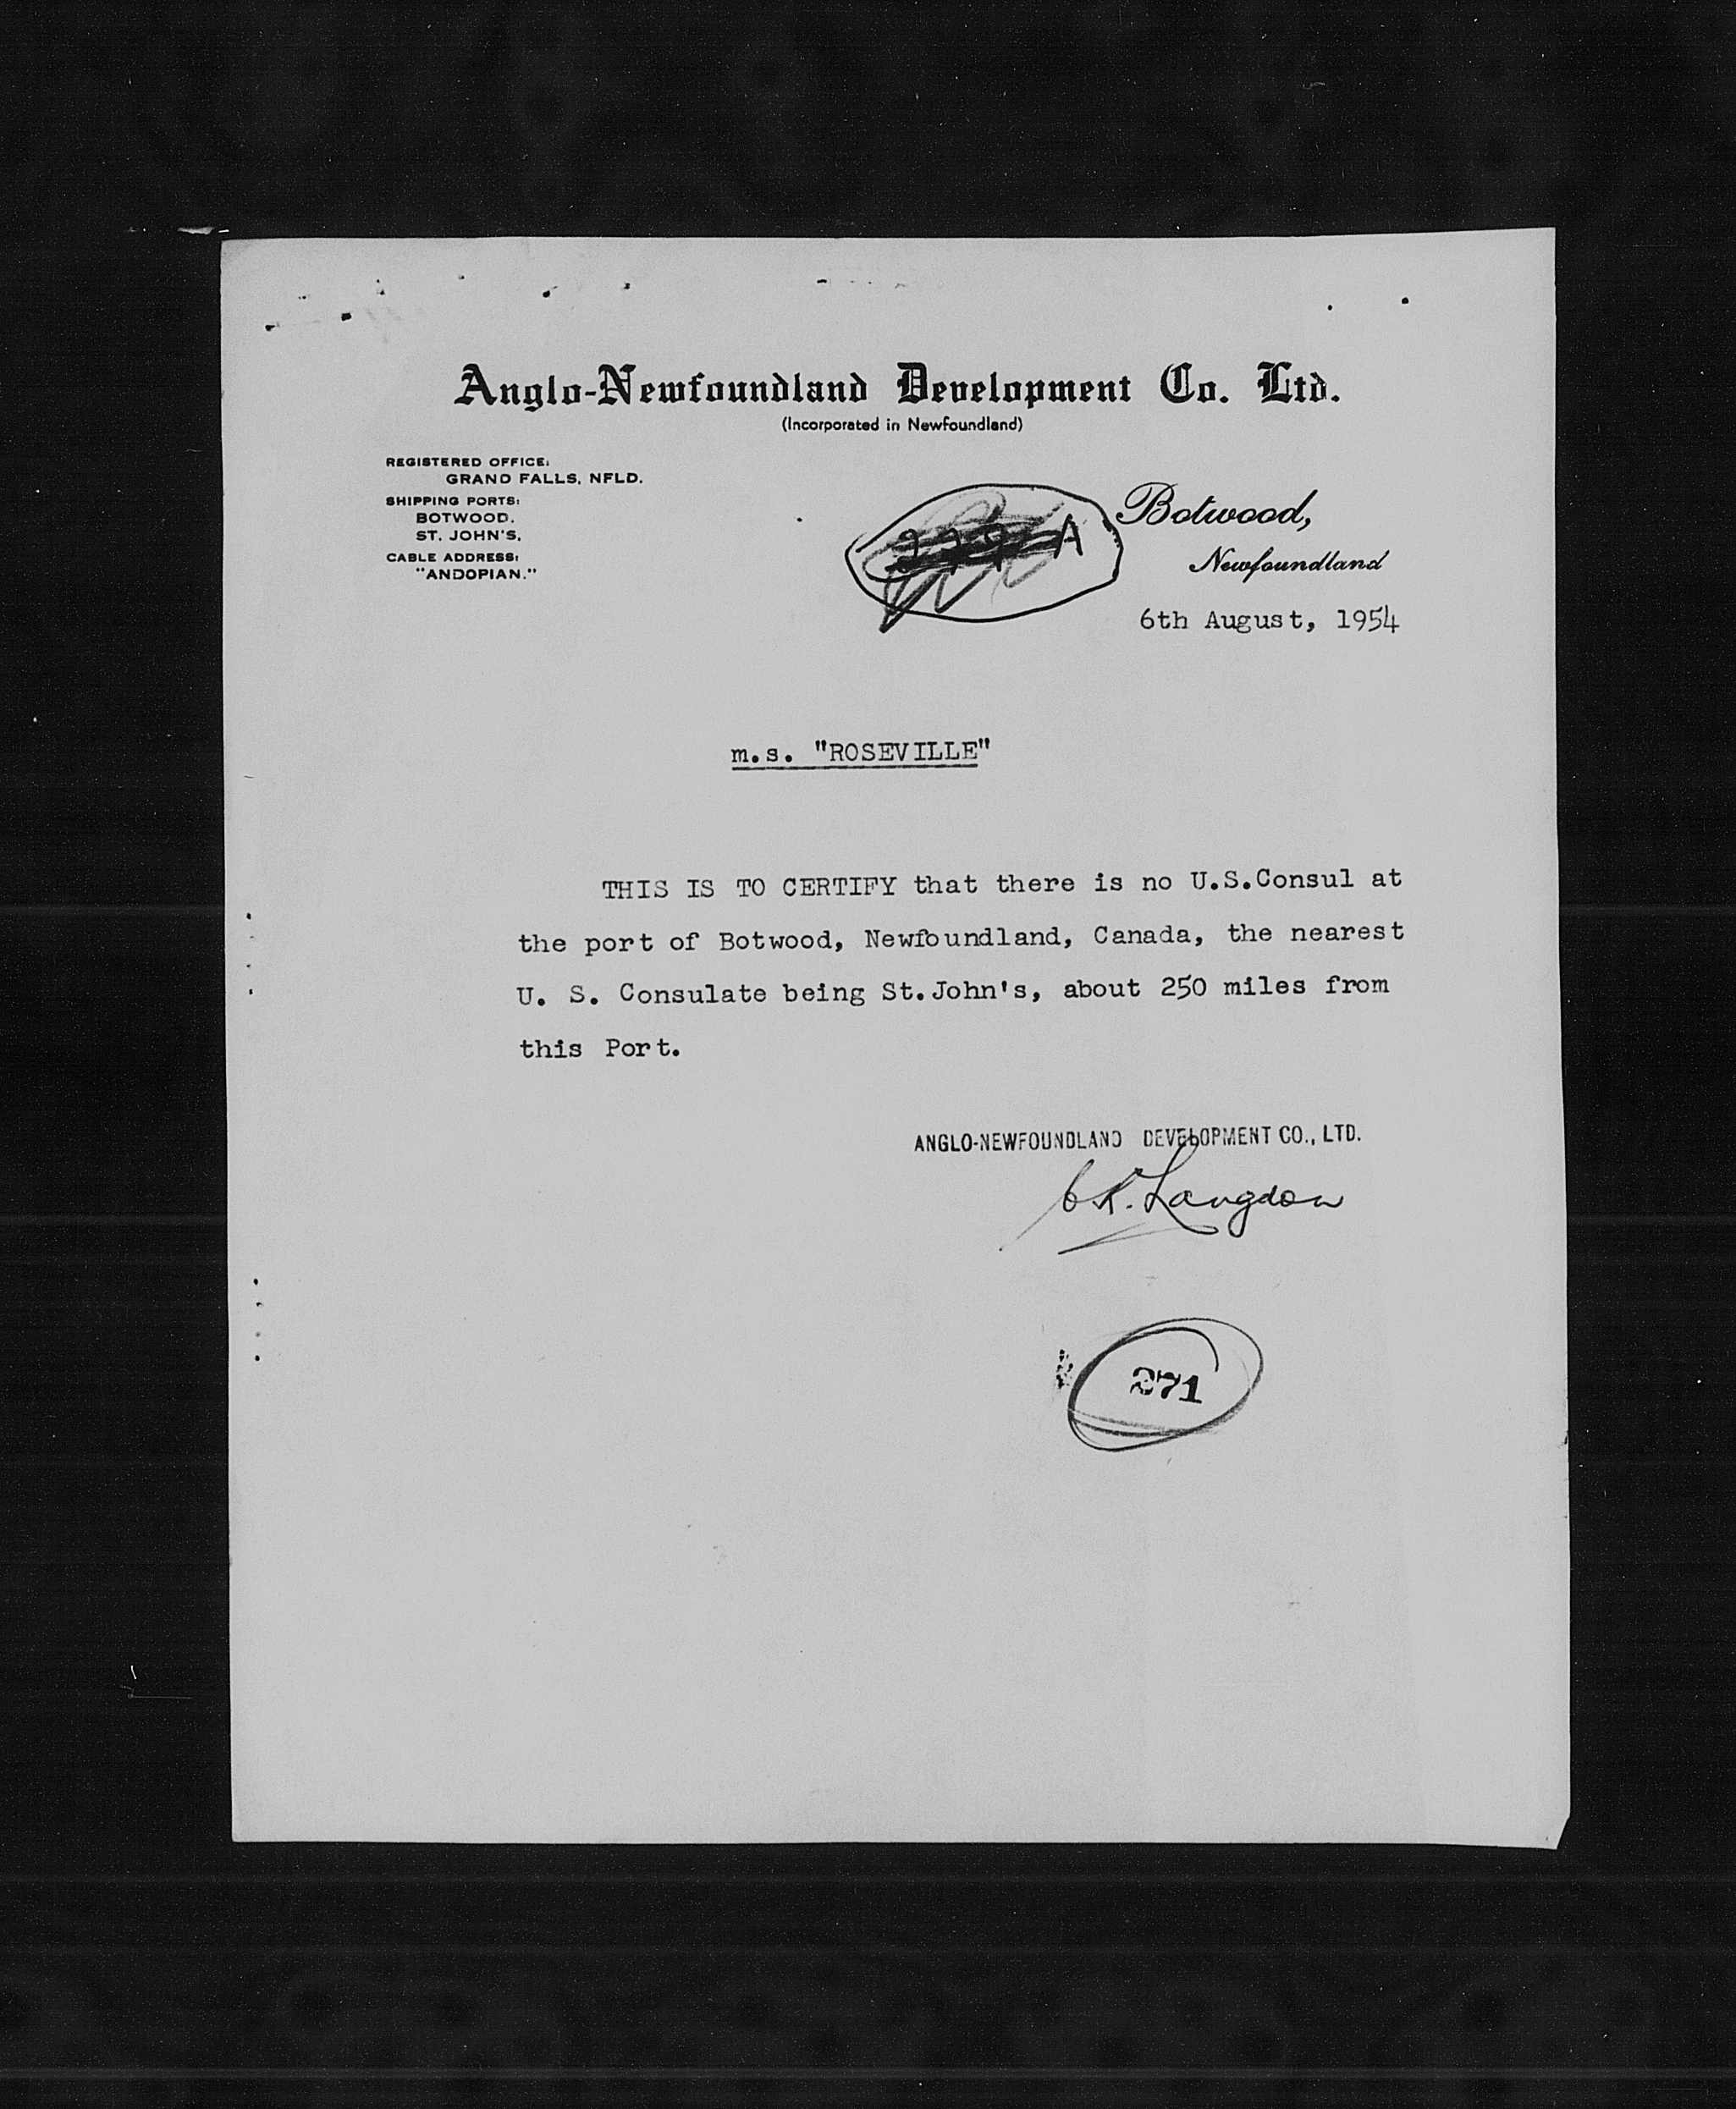 Anglo-Newfoundland Development Co. Ltd.
(Incorporated in Newfoundland)
REGISTERED OFFICE:
GRAND FALLS, NFLD.
SHIPPING PORTS:
BOTWOOD.
ST. JOHN'S.
CABLE ADDRESS:
"ANDOPIAN."
A
Botwood,
Newfoundland
6th August, 1954
m.s. "ROSEVILLE"
THIS IS TO CERTIFY that there is no U.S.Consul at
the port of Botwood, Newfoundland, Canada, the nearest
U. S. Consulate being St.John's, about 250 miles from
this Port.
ANGLO-NEWFOUNDLAND DEVELOPMENT CO., LTD.
Langdon
271